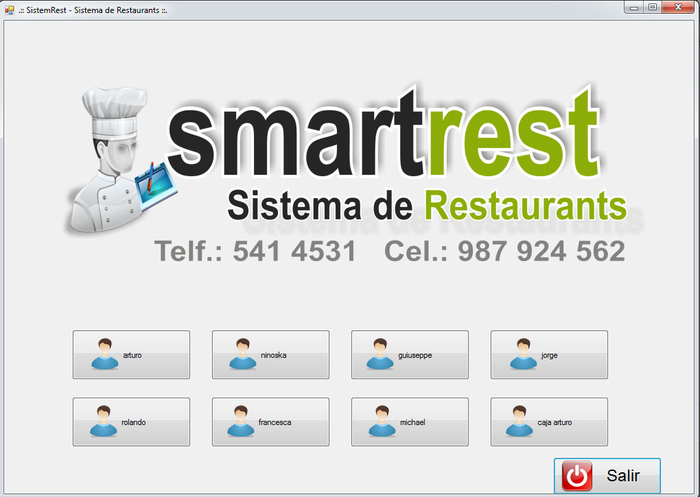 .:: SistemRest - Sistema de Restaurants ::.
smartrest
Sistema de Restaurants
Telf.: 541 4531 Cel.: 987 924 562
arturo ninoska guiuseppe jorge
rolando francesca michael caja arturo
Salir